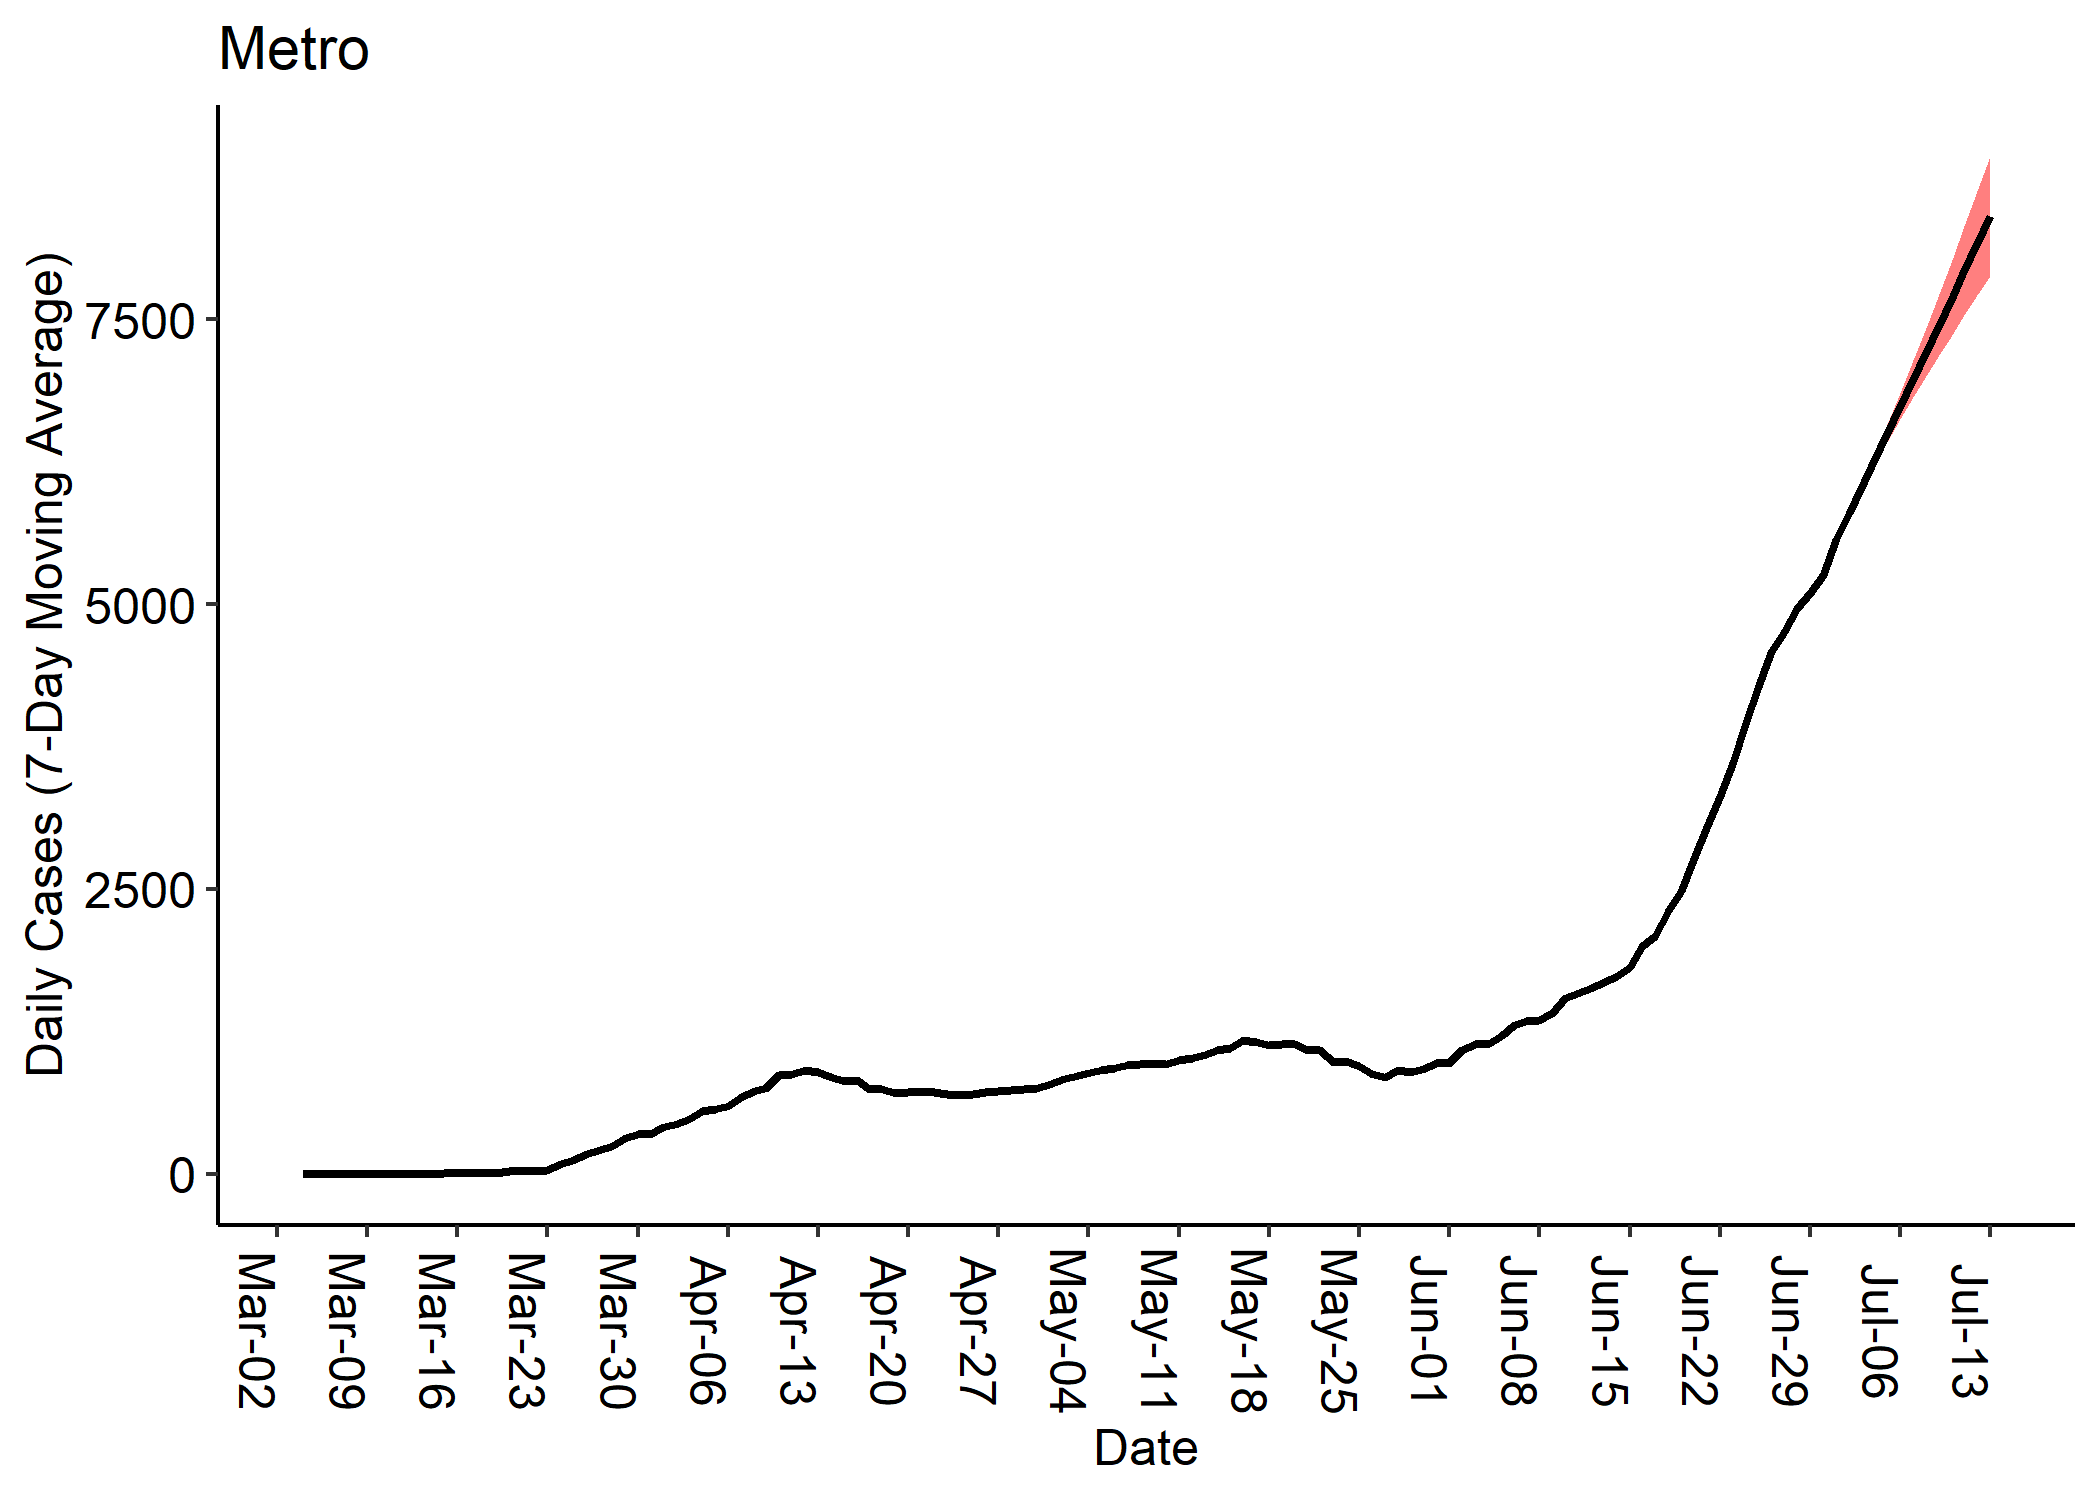 Metro
Daily Cases (7-Day Moving Average)
7500
5000
2500
0
Mar-02
Mar-09
Mar-16
Mar-23
Mar-30
Apr-06
Apr-13
Apr-20
Apr-27
May-04
May-11
May-18
May-25
Jun-01
Jun-08
Jun-15
Jun-22
Jun-29
Jul-06
Jul-13
Date